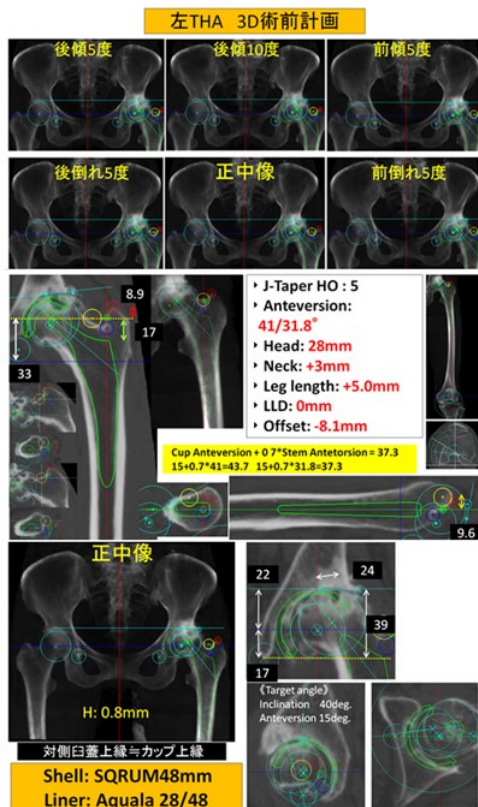 左THA 3D術前計画
後傾5度
後傾10度
前傾5度
後倒れ5度
正中像
前倒れ5度
8.9
17
33
J-Taper HO : 5
Anteversion:
41/31.8°
Head: 28mm
Neck: +3mm
Leg length: +5.0mm
LLD: 0mm
Offset: -8.1mm
Cup Anteversion + 0 7*Stem Antetorsion = 37.3
15+0.7*41=43.7 15+0.7*31.8=37.3
9.6
正中像
H: 0.8mm
対側臼蓋上縁≒カップ上縁
Shell: SQRUM48mm
Liner: Aquala 28/48
22
24
39
17
《Target angle》
Inclination 40deg.
Anteversion 15deg.